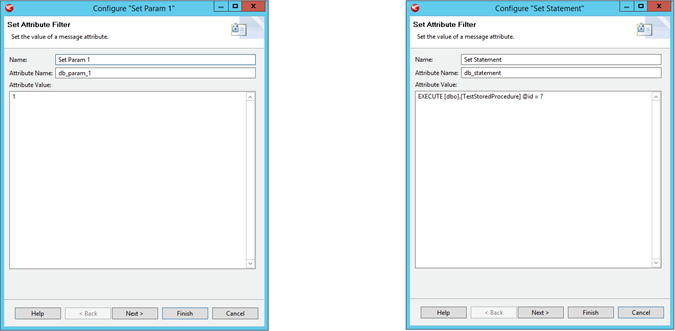 Configure "Set Param 1"
Set Attribute Filter
Set the value of a message attribute.
Name: Set Param 1
Attribute Name: db_param_1
Attribute Value:
1
Help < Back Next > Finish Cancel
Configure "Set Statement"
Set Attribute Filter
Set the value of a message attribute.
Name: Set Statement
Attribute Name: db_statement
Attribute Value:
EXECUTE [dbo].[TestStoredProcedure] @id = ?
Help < Back Next > Finish Cancel